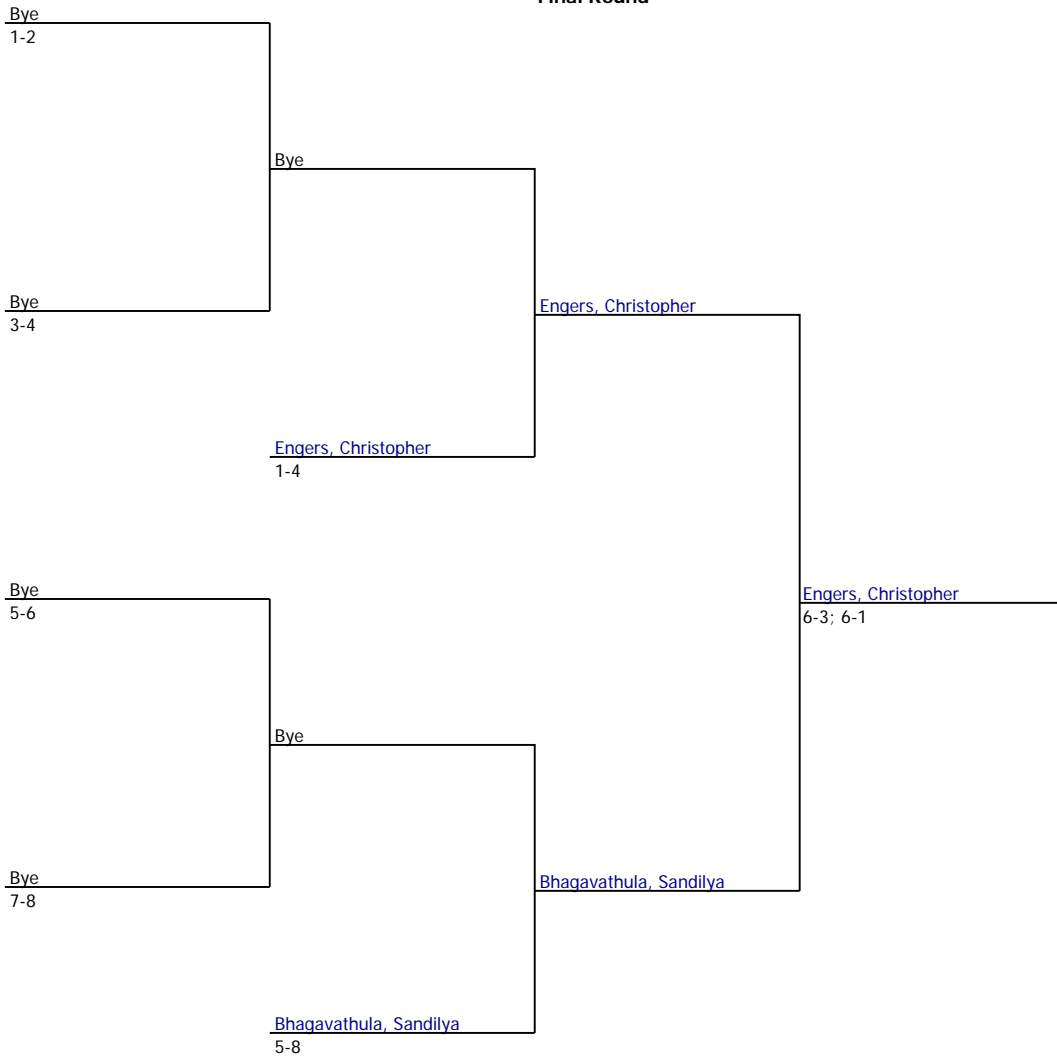 Final Round
Bye
1-2
Bye
Bye
3-4
Engers, Christopher
Engers, Christopher
1-4
Bye
5-6
Engers, Christopher
6-3; 6-1
Bye
Bye
7-8
Bhagavathula, Sandilya
Bhagavathula, Sandilya
5-8